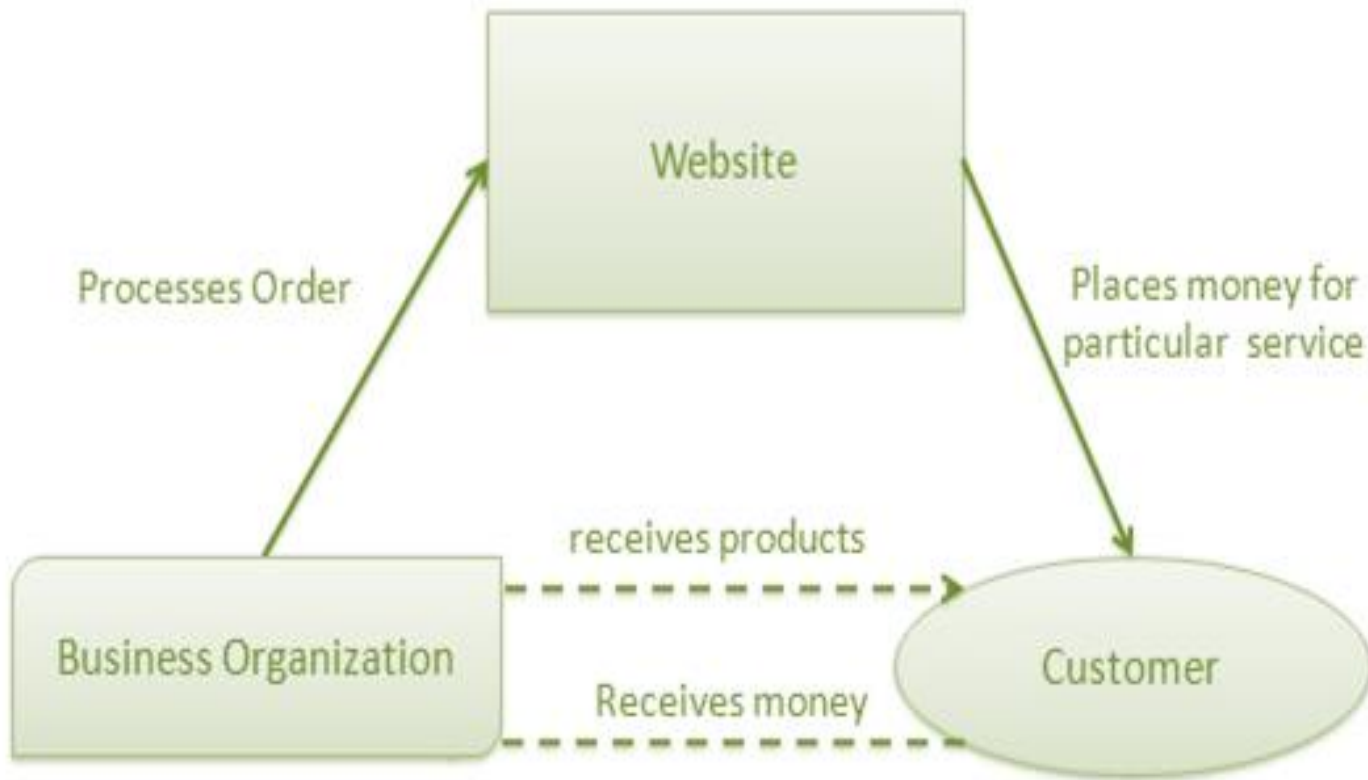 Website
Processes Order
Places money for
particular service
receives products
Business Organization
Customer
Receives money